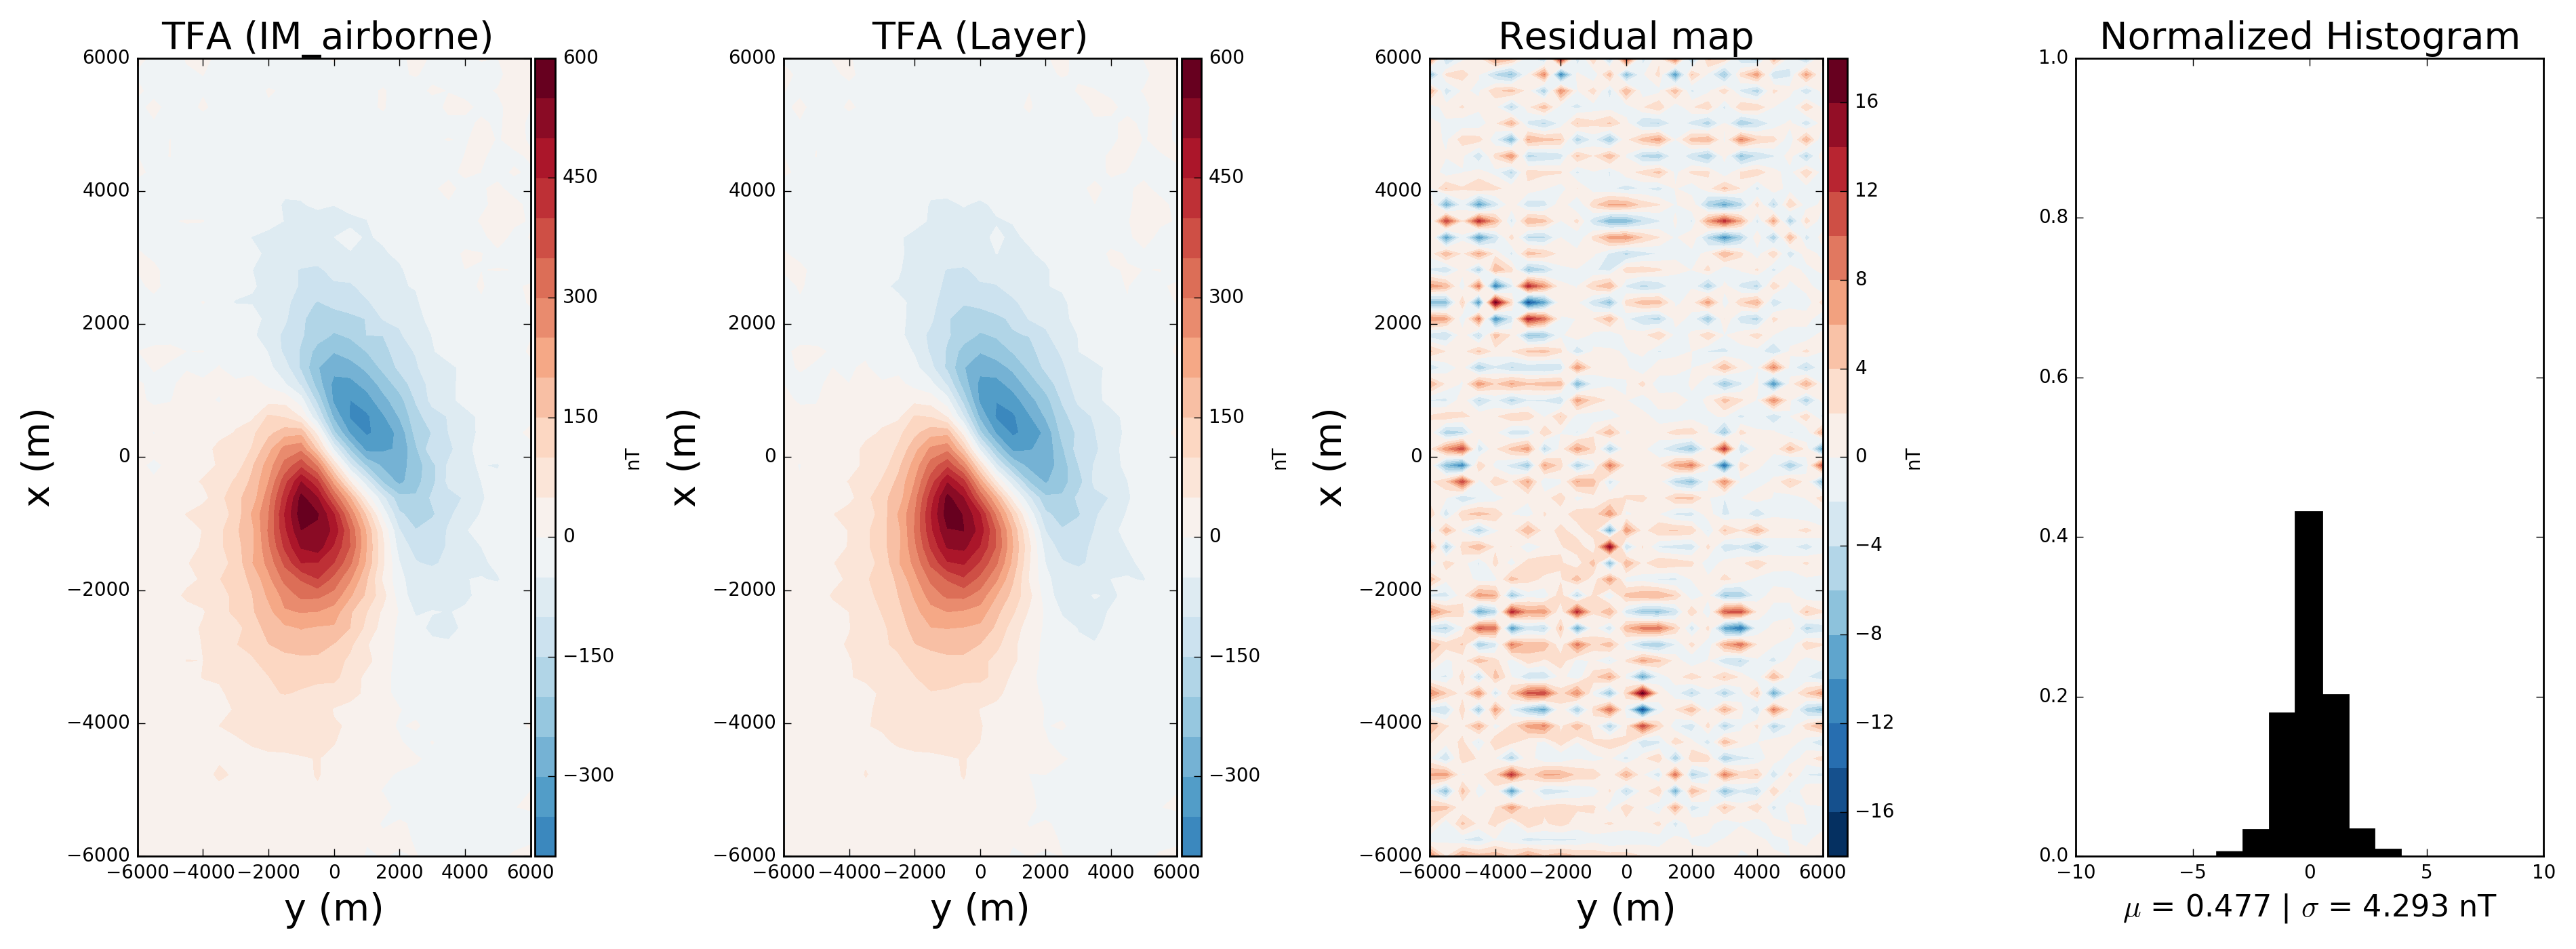 TFA (IM_airborne)
6000
4000
2000
0
−2000
−4000
−6000
x (m)
−6000 −4000 −2000 0 2000 4000 6000
y (m)
600
450
300
150
0
−150
−300
nT
TFA (Layer)
6000
4000
2000
0
−2000
−4000
−6000
x (m)
−6000 −4000 −2000 0 2000 4000 6000
y (m)
600
450
300
150
0
−150
−300
nT
Residual map
6000
4000
2000
0
−2000
−4000
−6000
x (m)
−6000 −4000 −2000 0 2000 4000 6000
y (m)
16
12
8
4
0
−4
−8
−12
−16
nT
Normalized Histogram
1.0
0.8
0.6
0.4
0.2
0.0
−10 −5 0 5 10
μ = 0.477 | σ = 4.293 nT